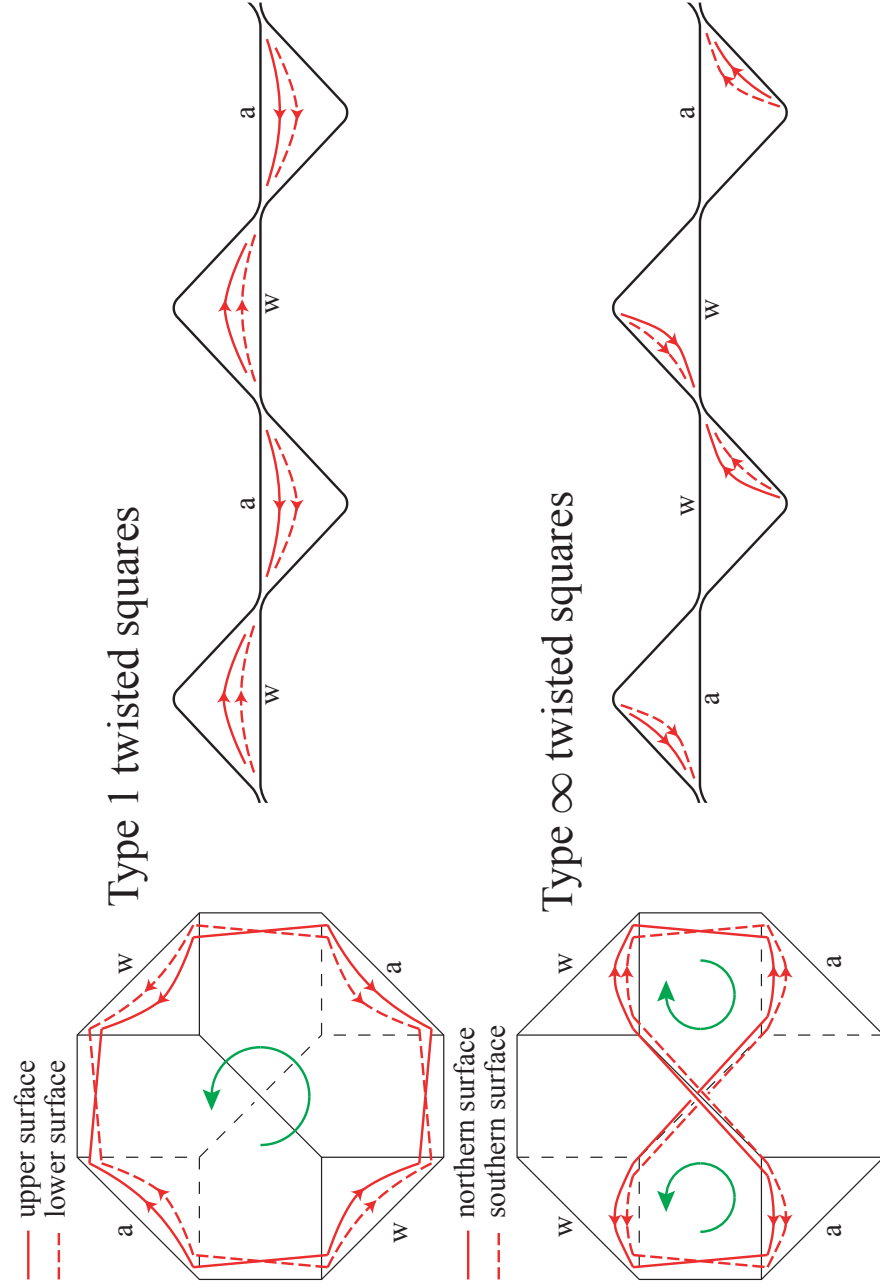 upper surface
lower surface
Type 1 twisted squares
a
w
w
a
w
a
w
a
northern surface
southern surface
Type ∞ twisted squares
w
w
a
a
a
w
w
a